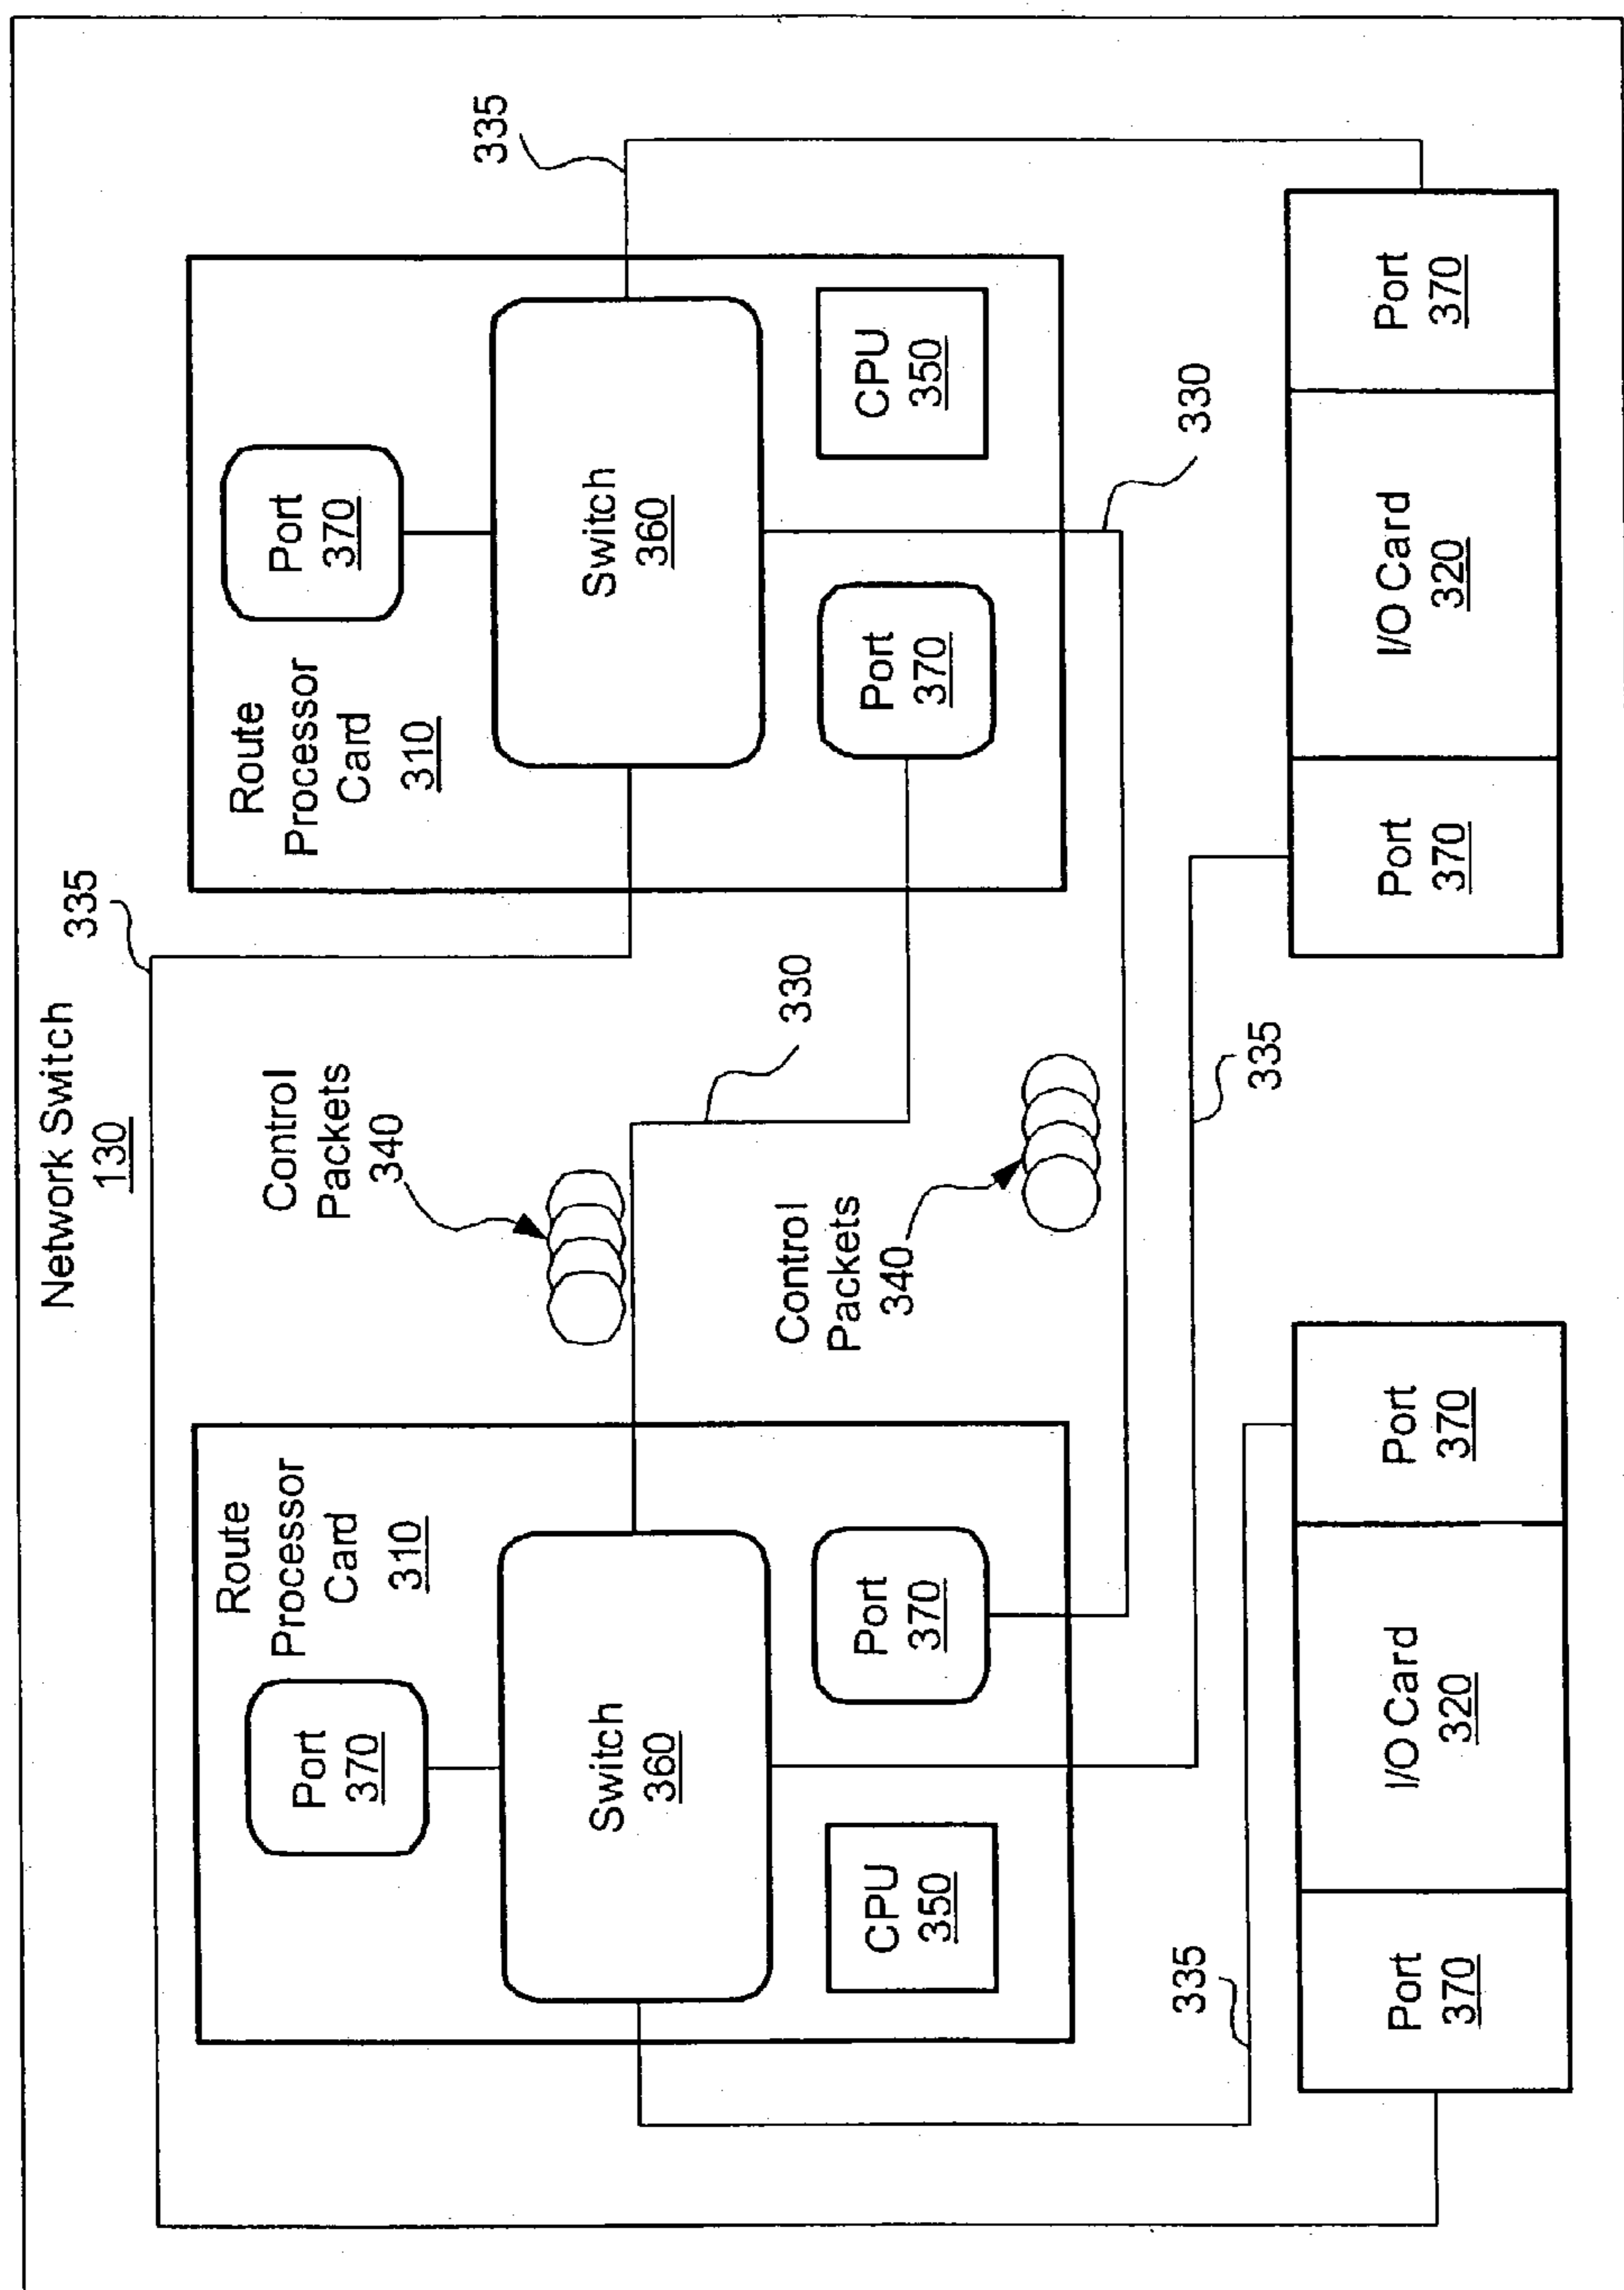 Network Switch
130
335
335
Route
Processor
Card
310
Port
370
Switch
360
CPU
350
Port
370
Control
Packets
340
330
Control
Packets
340
Route
Processor
Card
310
Port
370
Switch
360
Port
370
CPU
350
330
335
335
Port
370
I/O Card
320
Port
370
Port
370
I/O Card
320
Port
370